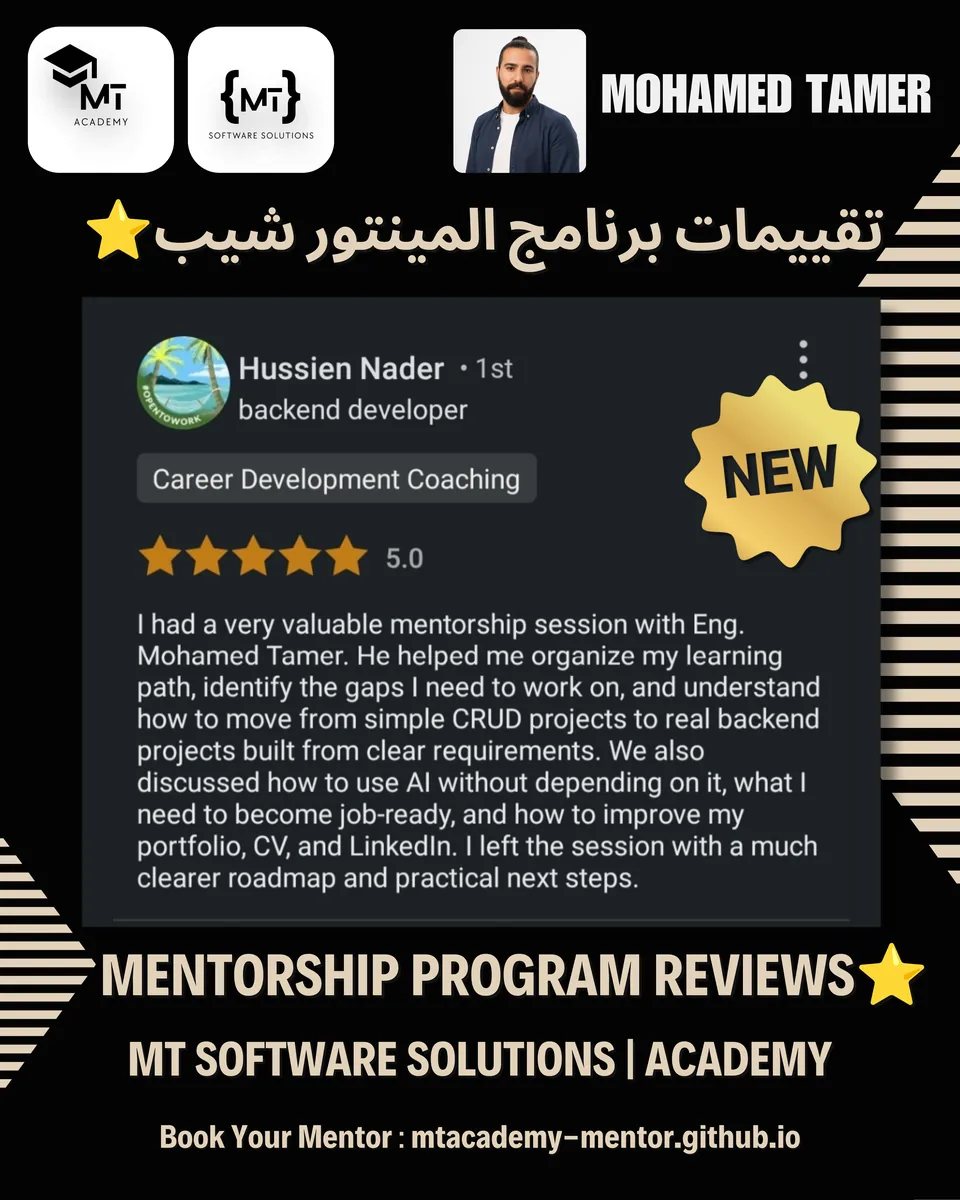 MT
ACADEMY
{MT}
SOFTWARE SOLUTIONS
MOHAMED TAMER
تقييمات برنامج المينتور شيب⭐
#OPENTOWORK
Hussien Nader • 1st
backend developer
NEW
Career Development Coaching
5.0
I had a very valuable mentorship session with Eng.
Mohamed Tamer. He helped me organize my learning
path, identify the gaps I need to work on, and understand
how to move from simple CRUD projects to real backend
projects built from clear requirements. We also
discussed how to use AI without depending on it, what I
need to become job-ready, and how to improve my
portfolio, CV, and LinkedIn. I left the session with a much
clearer roadmap and practical next steps.
MENTORSHIP PROGRAM REVIEWS⭐
MT SOFTWARE SOLUTIONS | ACADEMY
Book Your Mentor : mtacademy-mentor.github.io